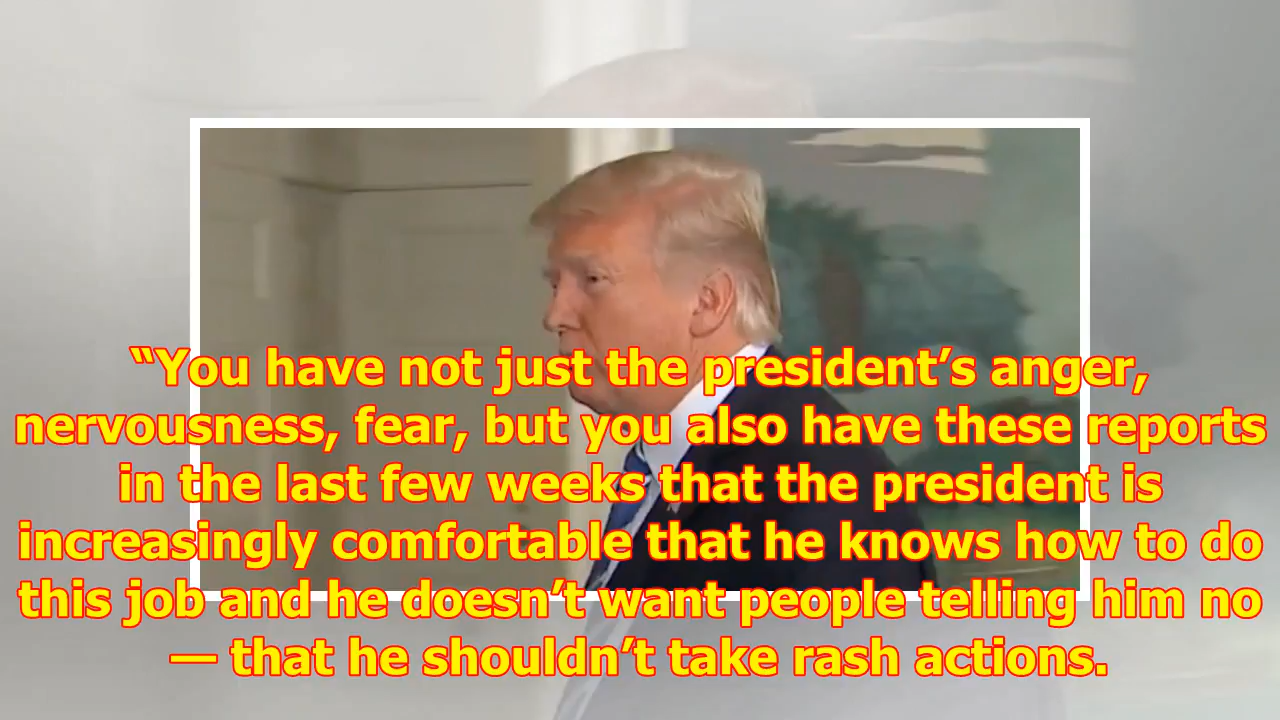 “You have not just the president’s anger,
nervousness, fear, but you also have these reports
in the last few weeks that the president is
increasingly comfortable that he knows how to do
this job and he doesn’t want people telling him no
— that he shouldn’t take rash actions.